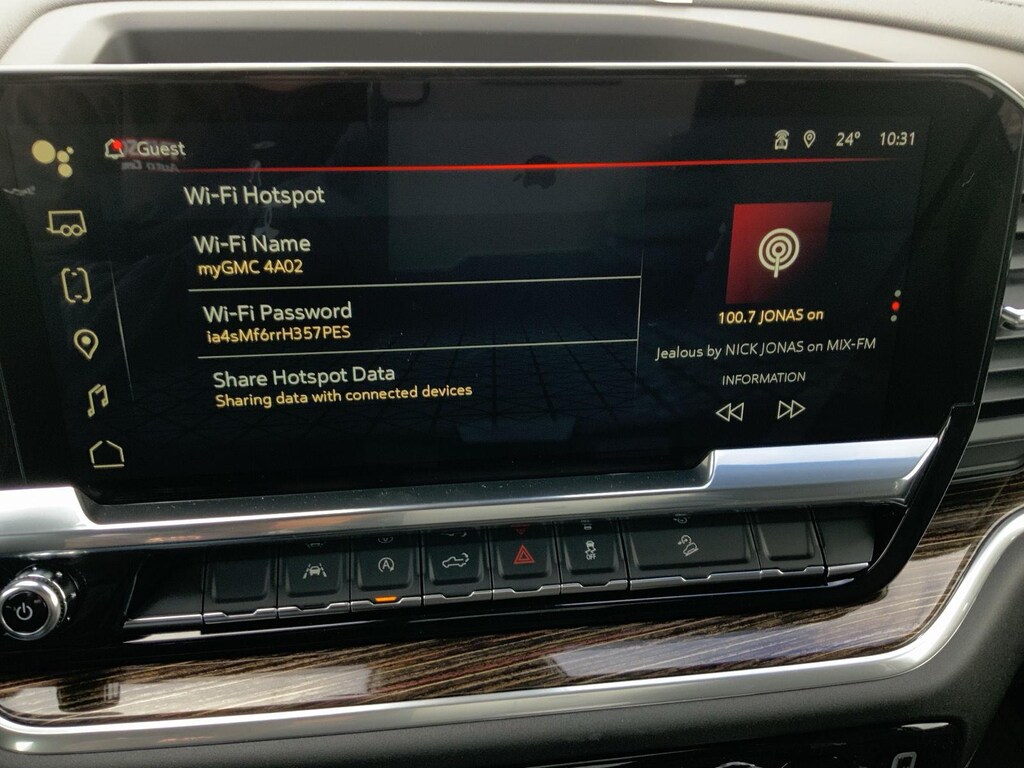 Guest
24° 10:31
Wi-Fi Hotspot
Wi-Fi Name
myGMC 4A02
Wi-Fi Password
ia4sMf6rrH357PES
Share Hotspot Data
Sharing data with connected devices
100.7 JONAS on
Jealous by NICK JONAS on MIX-FM
INFORMATION
A
OFF